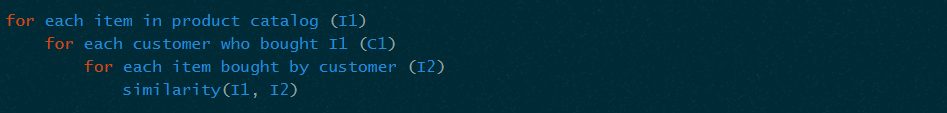 for each item in product catalog (I1)
for each customer who bought I1 (C1)
for each item bought by customer (I2)
similarity(I1, I2)